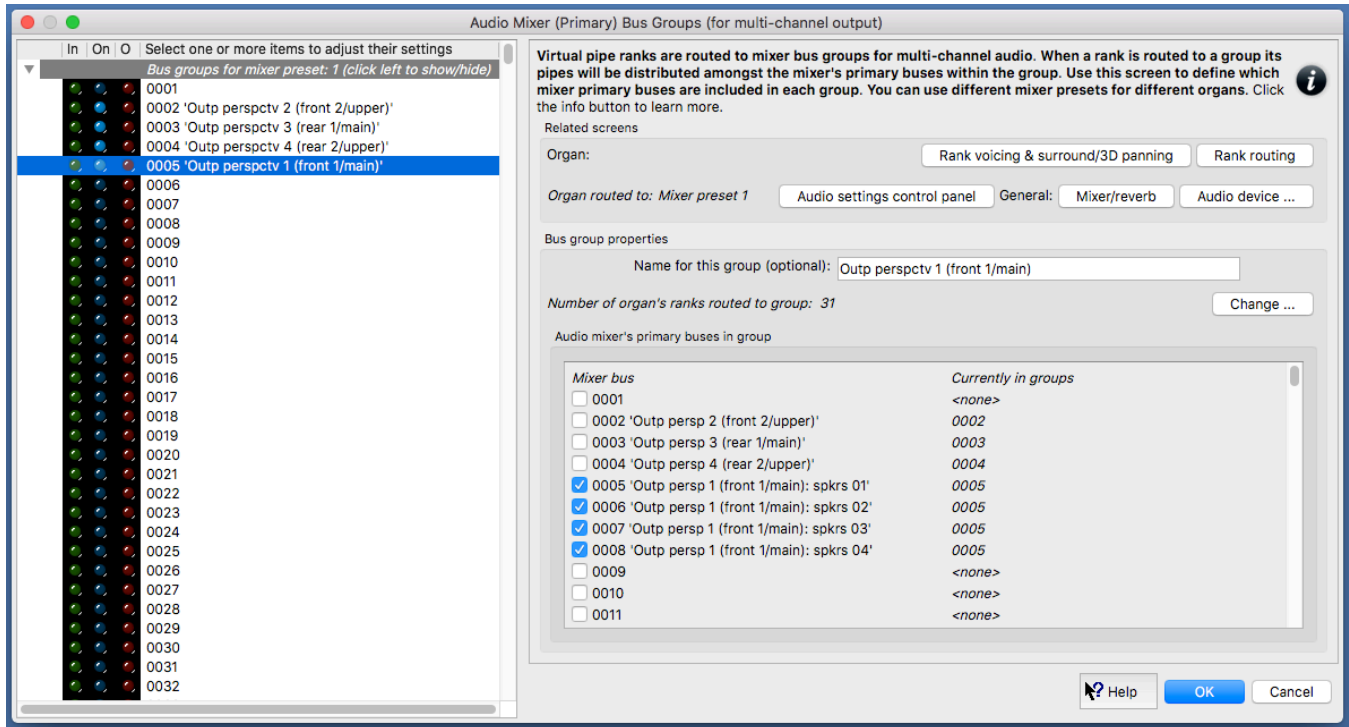 Audio Mixer (Primary) Bus Groups (for multi-channel output)
In On O Select one or more items to adjust their settings
Bus groups for mixer preset: 1 (click left to show/hide)
0001
0002 'Outp perspctv 2 (front 2/upper)'
0003 'Outp perspctv 3 (rear 1/main)'
0004 'Outp perspctv 4 (rear 2/upper)'
0005 'Outp perspctv 1 (front 1/main)'
0006
0007
0008
0009
0010
0011
0012
0013
0014
0015
0016
0017
0018
0019
0020
0021
0022
0023
0024
0025
0026
0027
0028
0029
0030
0031
0032
Virtual pipe ranks are routed to mixer bus groups for multi-channel audio. When a rank is routed to a group its
pipes will be distributed amongst the mixer's primary buses within the group. Use this screen to define which
mixer primary buses are included in each group. You can use different mixer presets for different organs. Click
the info button to learn more.
i
Related screens
Organ: Rank voicing & surround/3D panning Rank routing
Organ routed to: Mixer preset 1 Audio settings control panel General: Mixer/reverb Audio device ...
Bus group properties
Name for this group (optional): Outp perspctv 1 (front 1/main)
Number of organ's ranks routed to group: 31 Change ...
Audio mixer's primary buses in group
Mixer bus Currently in groups
0001 <none>
0002 'Outp persp 2 (front 2/upper)' 0002
0003 'Outp persp 3 (rear 1/main)' 0003
0004 'Outp persp 4 (rear 2/upper)' 0004
0005 'Outp persp 1 (front 1/main): spkrs 01' 0005
0006 'Outp persp 1 (front 1/main): spkrs 02' 0005
0007 'Outp persp 1 (front 1/main): spkrs 03' 0005
0008 'Outp persp 1 (front 1/main): spkrs 04' 0005
0009 <none>
0010 <none>
0011 <none>
? Help OK Cancel